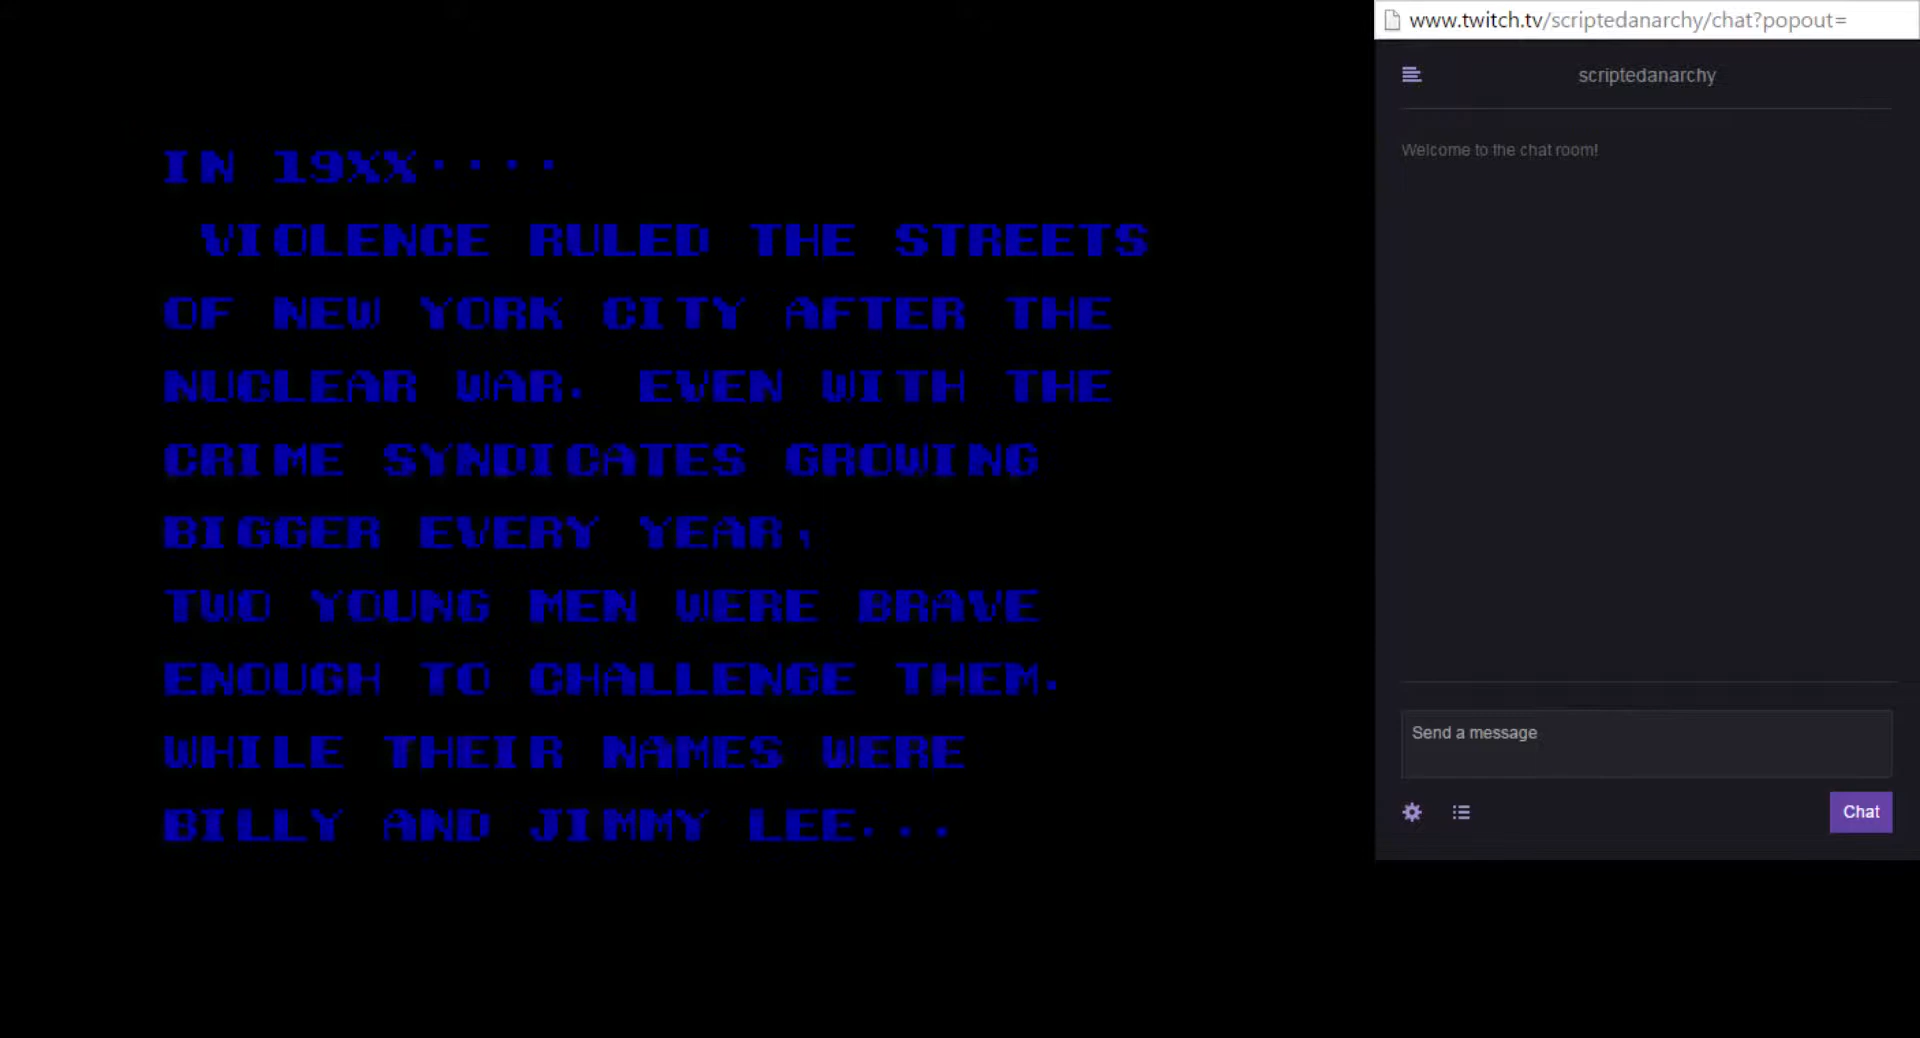 IN 19XX····
VIOLENCE RULED THE STREETS
OF NEW YORK CITY AFTER THE
NUCLEAR WAR. EVEN WITH THE
CRIME SYNDICATES GROWING
BIGGER EVERY YEAR,
TWO YOUNG MEN WERE BRAVE
ENOUGH TO CHALLENGE THEM.
WHILE THEIR NAMES WERE
BILLY AND JIMMY LEE...
www.twitch.tv/scriptedanarchy/chat?popout=
scriptedanarchy
Welcome to the chat room!
Send a message
Chat